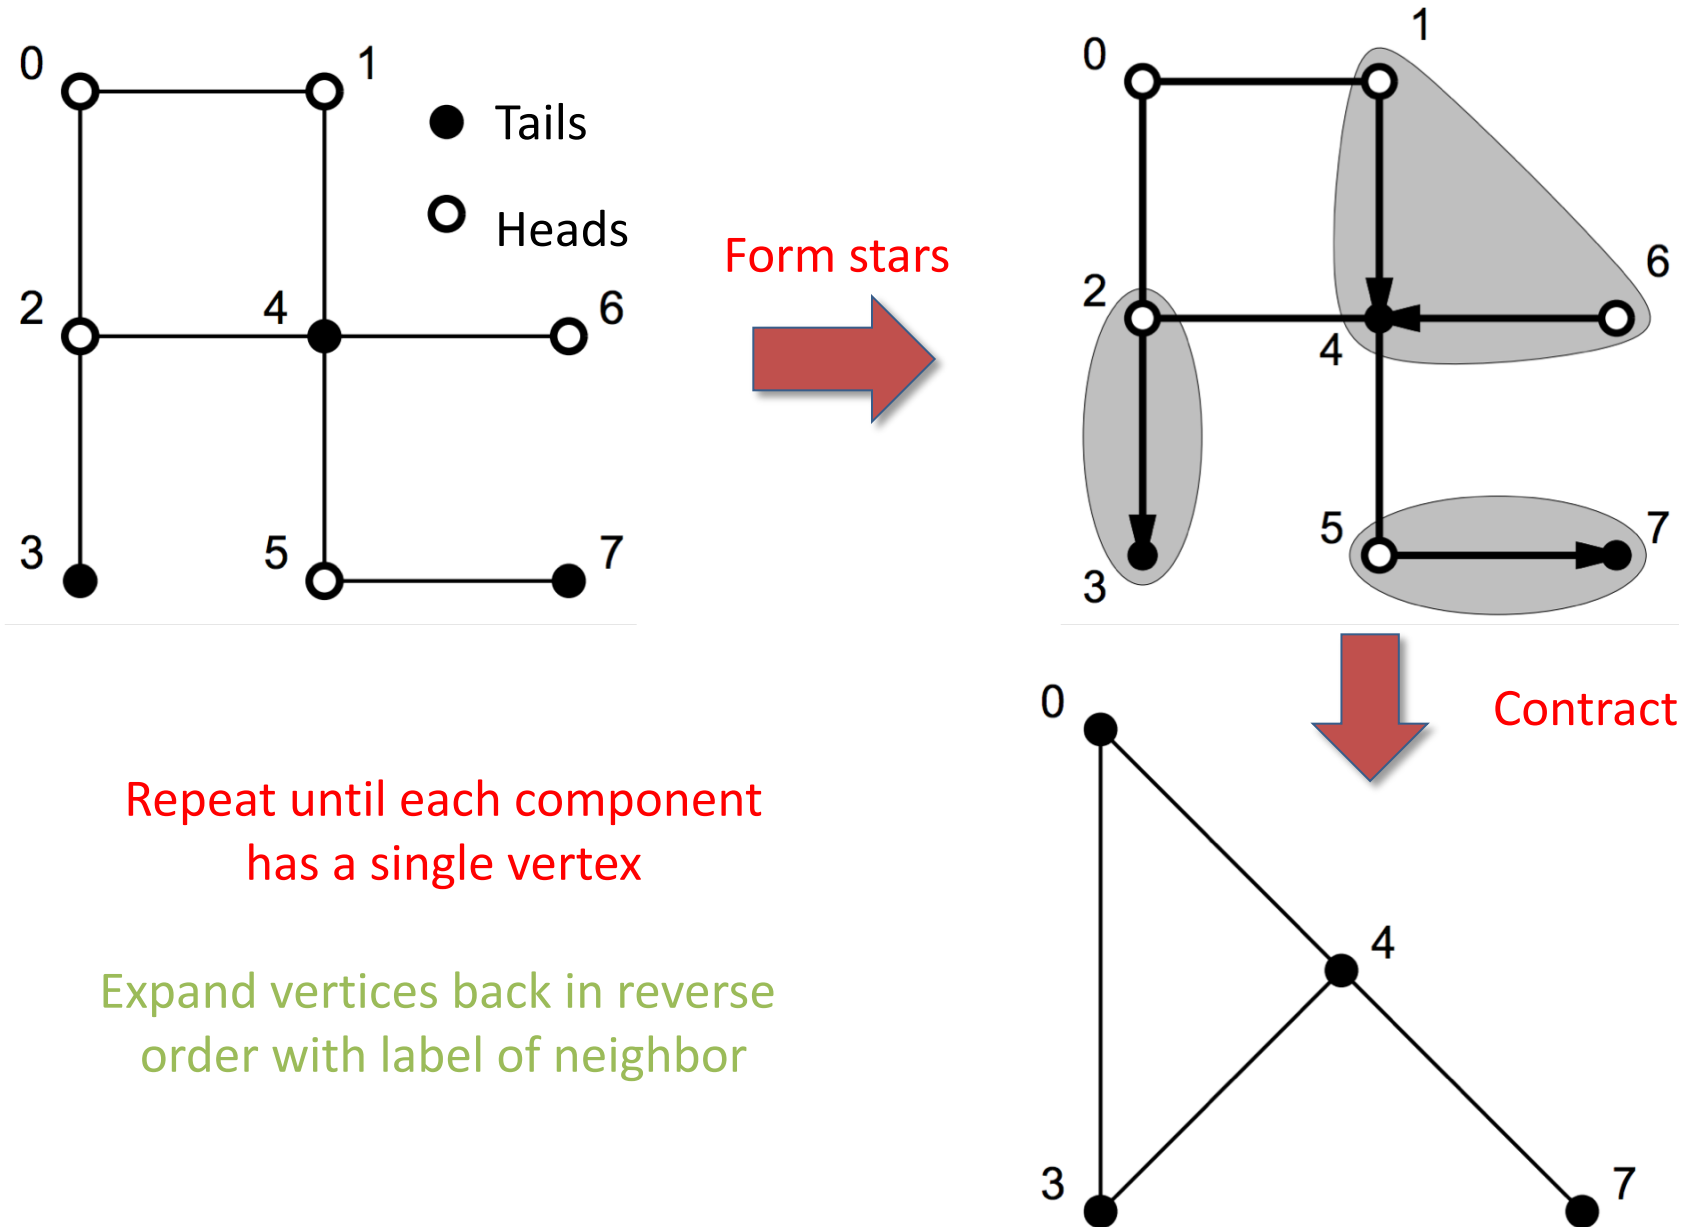 0
1
Tails
Heads
2
4
6
3
5
7
Form stars
0
1
2
4
6
3
5
7
Contract
0
4
3
7
Repeat until each component
has a single vertex
Expand vertices back in reverse
order with label of neighbor